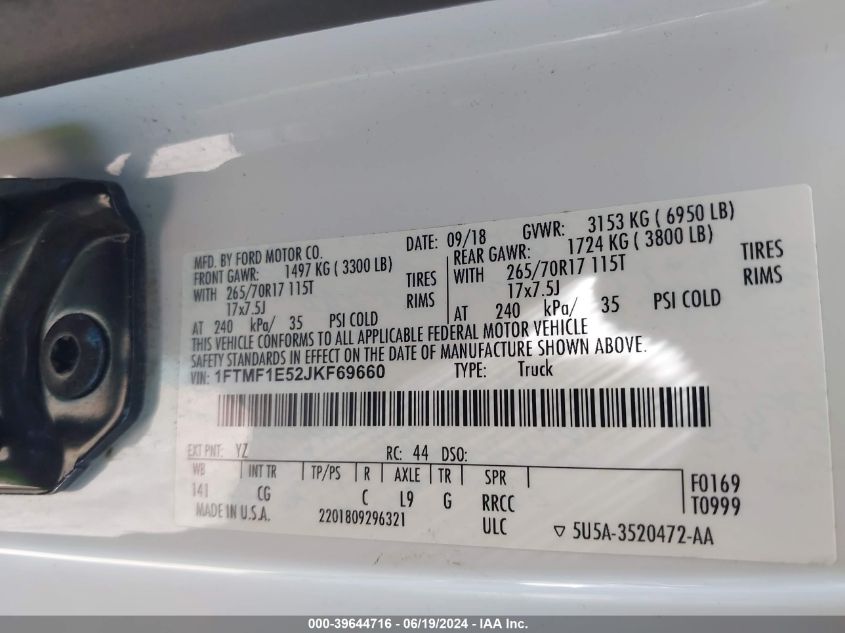 MFD. BY FORD MOTOR CO.
DATE: 09/18 GVWR: 3153 KG ( 6950 LB)
FRONT GAWR: 1497 KG ( 3300 LB) REAR GAWR: 1724 KG ( 3800 LB)
WITH 265/70R17 115T TIRES WITH 265/70R17 115T TIRES
17x7.5J RIMS 17x7.5J RIMS
AT 240 kPa/ 35 PSI COLD AT 240 kPa/ 35 PSI COLD
THIS VEHICLE CONFORMS TO ALL APPLICABLE FEDERAL MOTOR VEHICLE
SAFETY STANDARDS IN EFFECT ON THE DATE OF MANUFACTURE SHOWN ABOVE.
VIN: 1FTMF1E52JKF69660 TYPE: Truck
EXT PNT: YZ RC: 44 DSO:
WB INT TR TP/PS R AXLE TR SPR
141 CG C L9 G RRCC
F0169
T0999
MADE IN U.S.A. 2201809296321 ULC
▽ 5U5A-3520472-AA
000-39644716 - 06/19/2024 - IAA Inc.